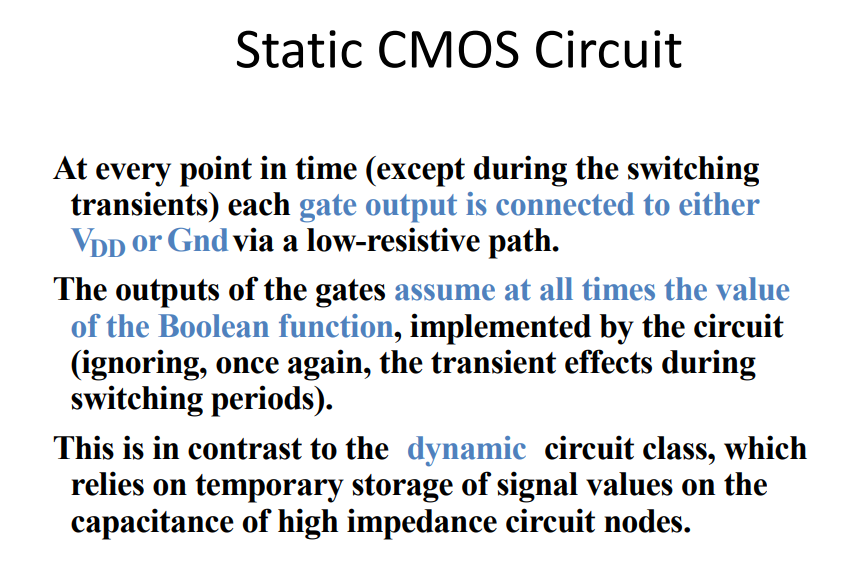 Static CMOS Circuit
At every point in time (except during the switching
transients) each gate output is connected to either
VDD or Gnd via a low-resistive path.
The outputs of the gates assume at all times the value
of the Boolean function, implemented by the circuit
(ignoring, once again, the transient effects during
switching periods).
This is in contrast to the dynamic circuit class, which
relies on temporary storage of signal values on the
capacitance of high impedance circuit nodes.